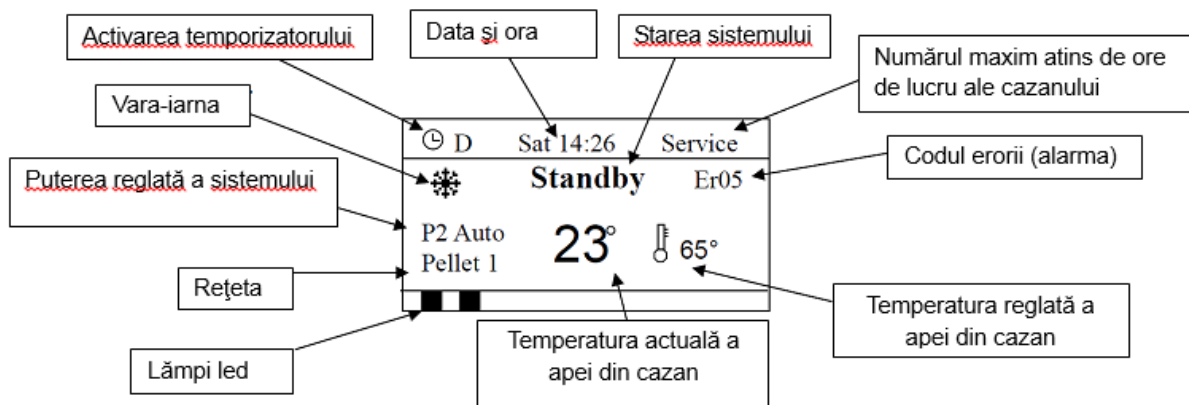 Activarea temporizatorului
Data şi ora
Starea sistemului
Numărul maxim atins de ore
de lucru ale cazanului
Vara-iarna
D Sat 14:26 Service
Codul erorii (alarma)
Standby Er05
Puterea reglată a sistemului
P2 Auto
23° 65°
Pellet 1
Reţeta
Temperatura reglată a
apei din cazan
Temperatura actuală a
apei din cazan
Lămpi led